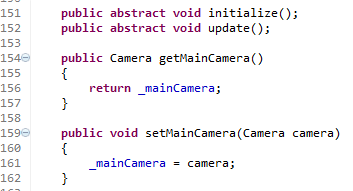 151 public abstract void initialize();
152 public abstract void update();
153
154 public Camera getMainCamera()
155 {
156 return _mainCamera;
157 }
158
159 public void setMainCamera(Camera camera)
160 {
161 _mainCamera = camera;
162 }